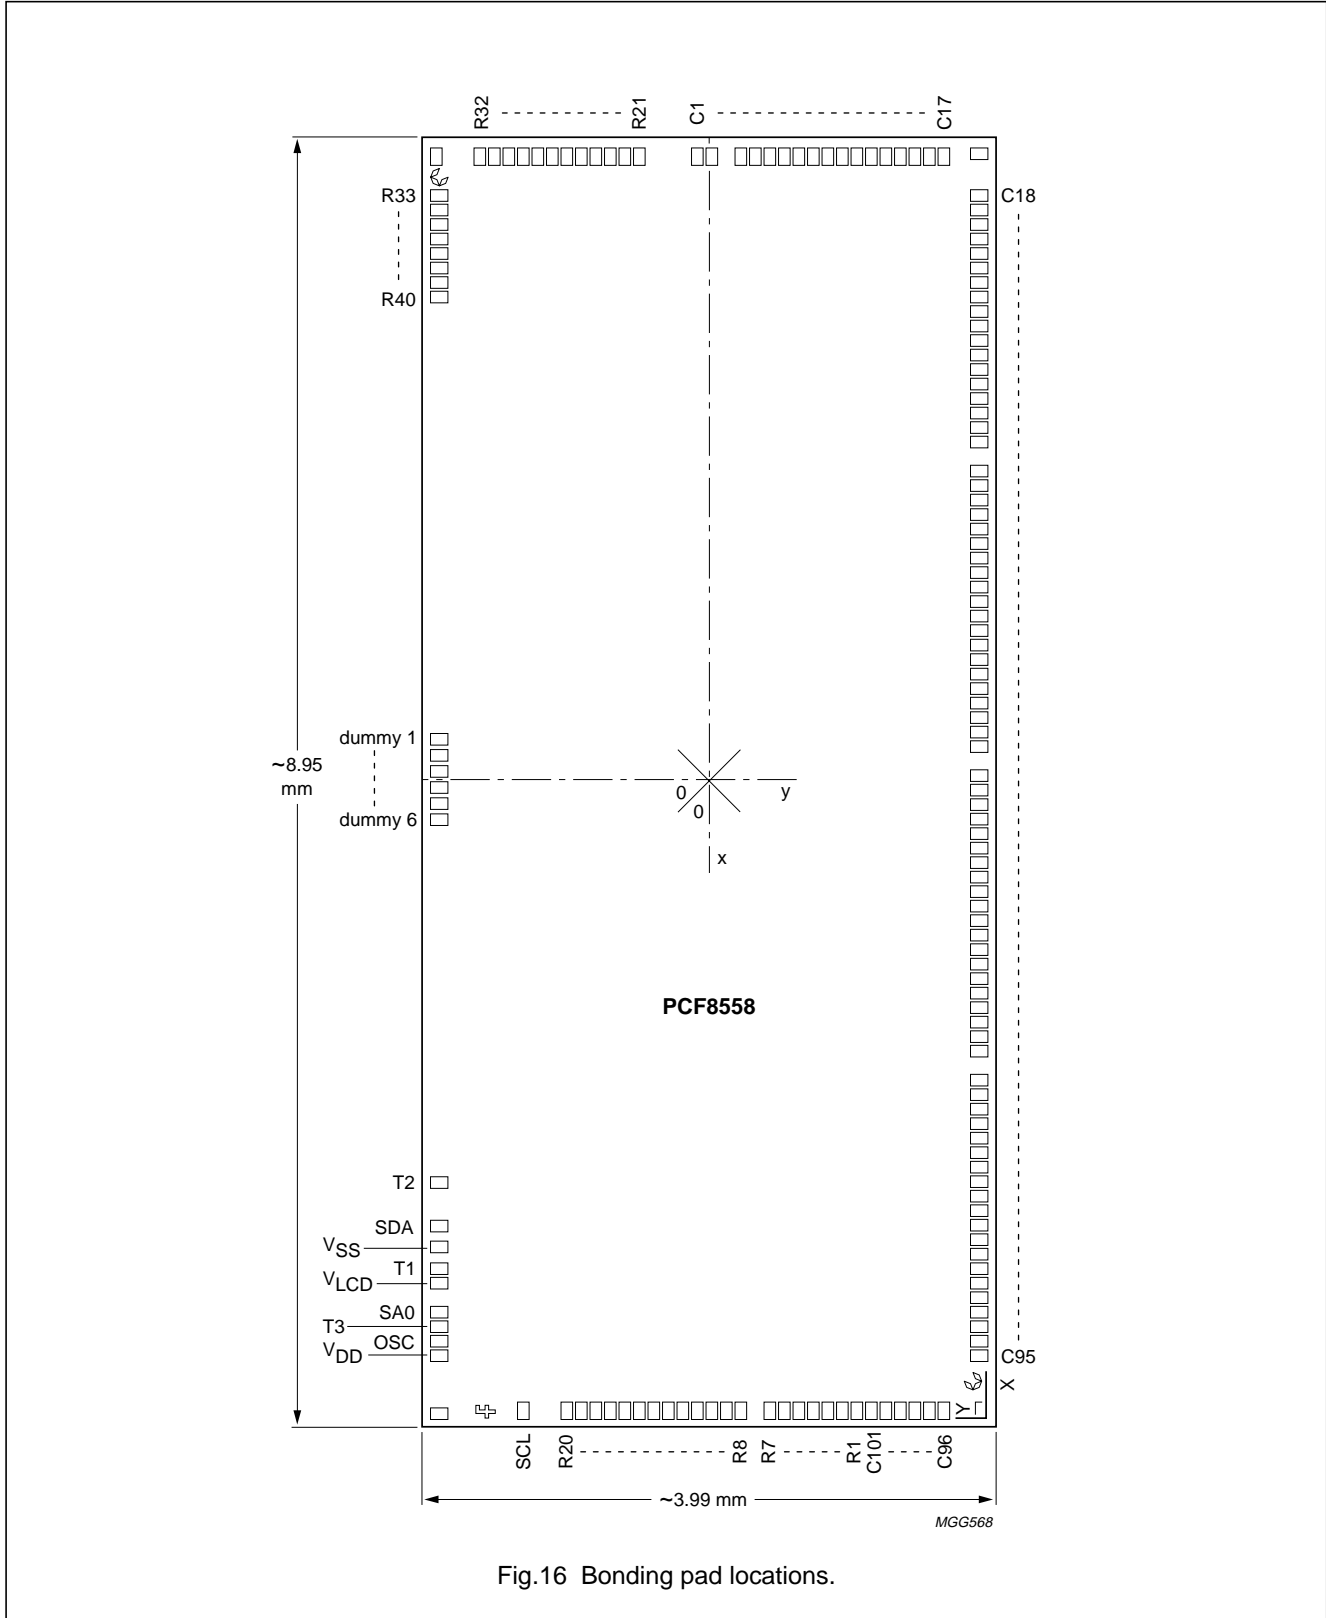 R32 R21 C1 C17
R33 C18
R40
dummy 1
~8.95
mm
0 y
dummy 6
0
x
PCF8558
T2
SDA
VSS
T1
VLCD
SA0
T3
OSC
VDD
C95
X
Y
SCL R20 R8 R7 R1 C101 C96
~3.99 mm
MGG568
Fig.16 Bonding pad locations.